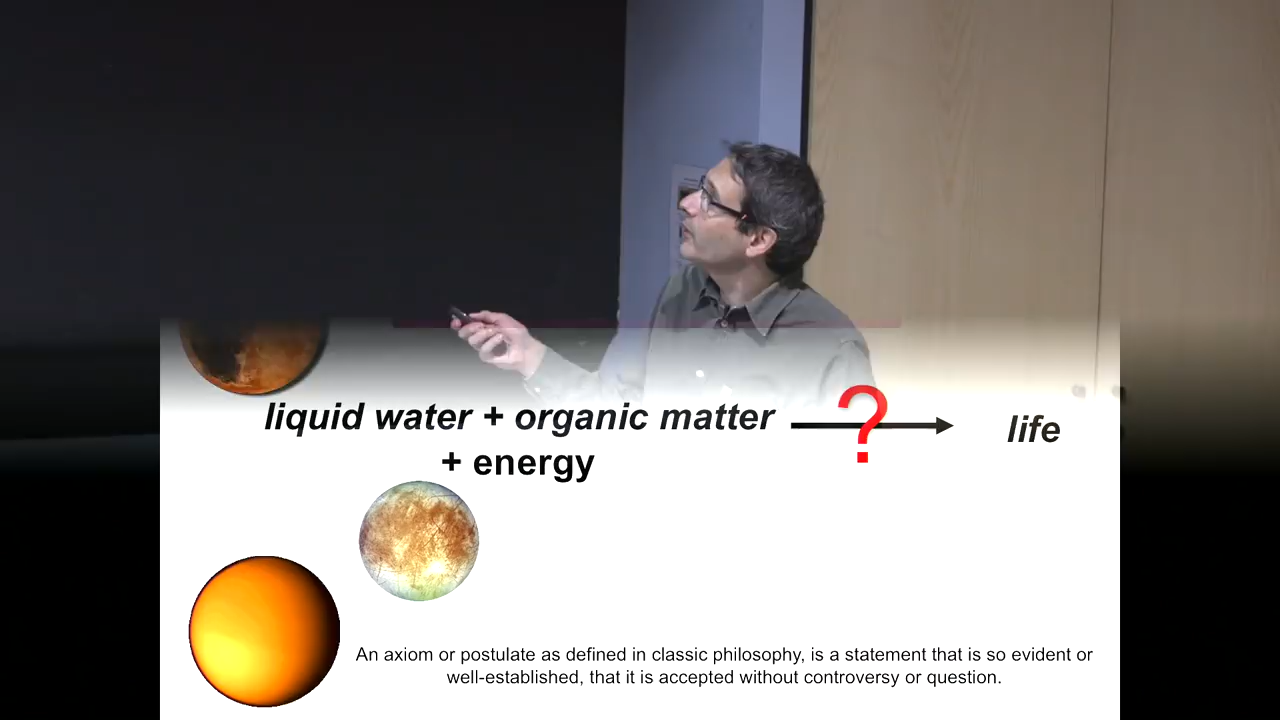 liquid water + organic matter ? life
+ energy
An axiom or postulate as defined in classic philosophy, is a statement that is so evident or
well-established, that it is accepted without controversy or question.